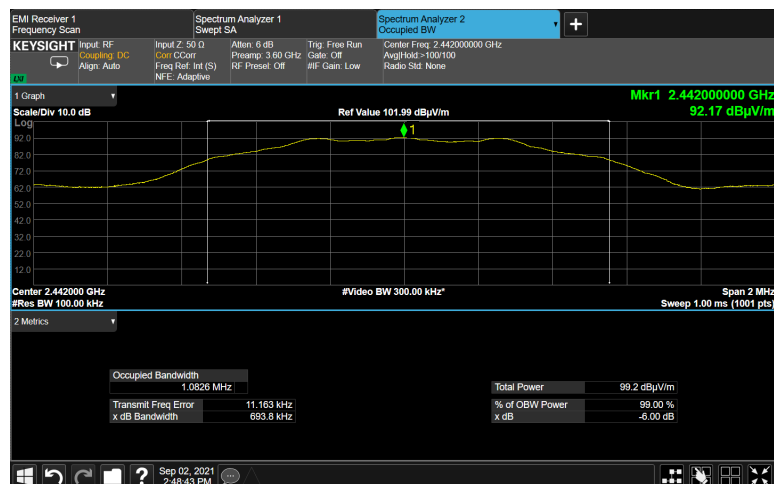 EMI Receiver 1
Frequency Scan
Spectrum Analyzer 1
Swept SA
Spectrum Analyzer 2
Occupied BW
+
KEYSIGHT
LXI
Input: RF
Coupling: DC
Align: Auto
Input Z: 50 Ω
Corr CCorr
Freq Ref: Int (S)
NFE: Adaptive
Atten: 6 dB
Preamp: 3.60 GHz
RF Presel: Off
Trig: Free Run
Gate: Off
#IF Gain: Low
Center Freq: 2.442000000 GHz
Avg|Hold:>100/100
Radio Std: None
1 Graph
Mkr1 2.442000000 GHz
Scale/Div 10.0 dB
Ref Value 101.99 dBµV/m
92.17 dBµV/m
Log
1
92.0
82.0
72.0
62.0
52.0
42.0
32.0
22.0
12.0
Center 2.442000 GHz
#Video BW 300.00 kHz*
Span 2 MHz
#Res BW 100.00 kHz
Sweep 1.00 ms (1001 pts)
2 Metrics
Occupied Bandwidth
1.0826 MHz
Total Power 99.2 dBµV/m
Transmit Freq Error 11.163 kHz
% of OBW Power 99.00 %
x dB Bandwidth 693.8 kHz
x dB -6.00 dB
?
Sep 02, 2021
2:48:43 PM